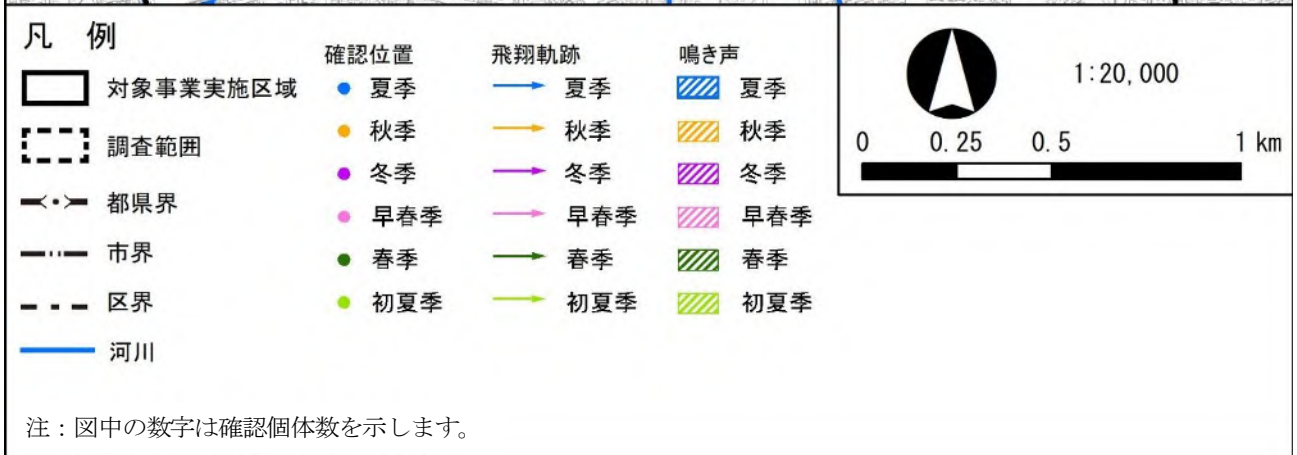 凡 例
対象事業実施区域
調査範囲
都県界
市界
区界
河川
確認位置
夏季
秋季
冬季
早春季
春季
初夏季
飛翔軌跡
夏季
秋季
冬季
早春季
春季
初夏季
鳴き声
夏季
秋季
冬季
早春季
春季
初夏季
1:20,000
0 0.25 0.5 1 km
注：図中の数字は確認個体数を示します。